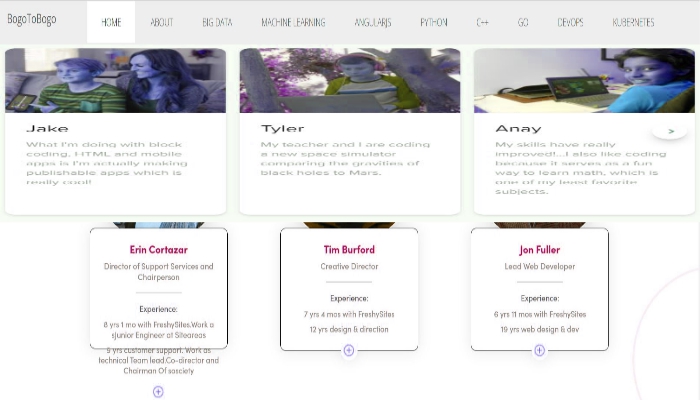 BogoToBogo
HOME ABOUT BIG DATA MACHINE LEARNING ANGULARJS PYTHON C++ GO DEVOPS KUBERNETES
Jake
What I'm doing with block
coding, HTML and mobile
apps is I'm actually making
publishable apps which is
really cool!
Tyler
My teacher and I are coding
a new space simulator
comparing the gravities of
black holes to Mars.
Anay
My skills have really
improved!...I also like coding
because it serves as a fun
way to learn math, which is
one of my least favorite
subjects.
>
Erin Cortazar
Director of Support Services and
Chairperson
Experience:
8 yrs 1 mo with FreshySites.Work a
sjunior Engineer at Siteareas
5 yrs customer support. Work as
technical Team lead.Co-director and
Chairman Of sosciety
Tim Burford
Creative Director
Experience:
7 yrs 4 mos with FreshySites
12 yrs design & direction
Jon Fuller
Lead Web Developer
Experience:
6 yrs 11 mos with FreshySites
19 yrs web design & dev